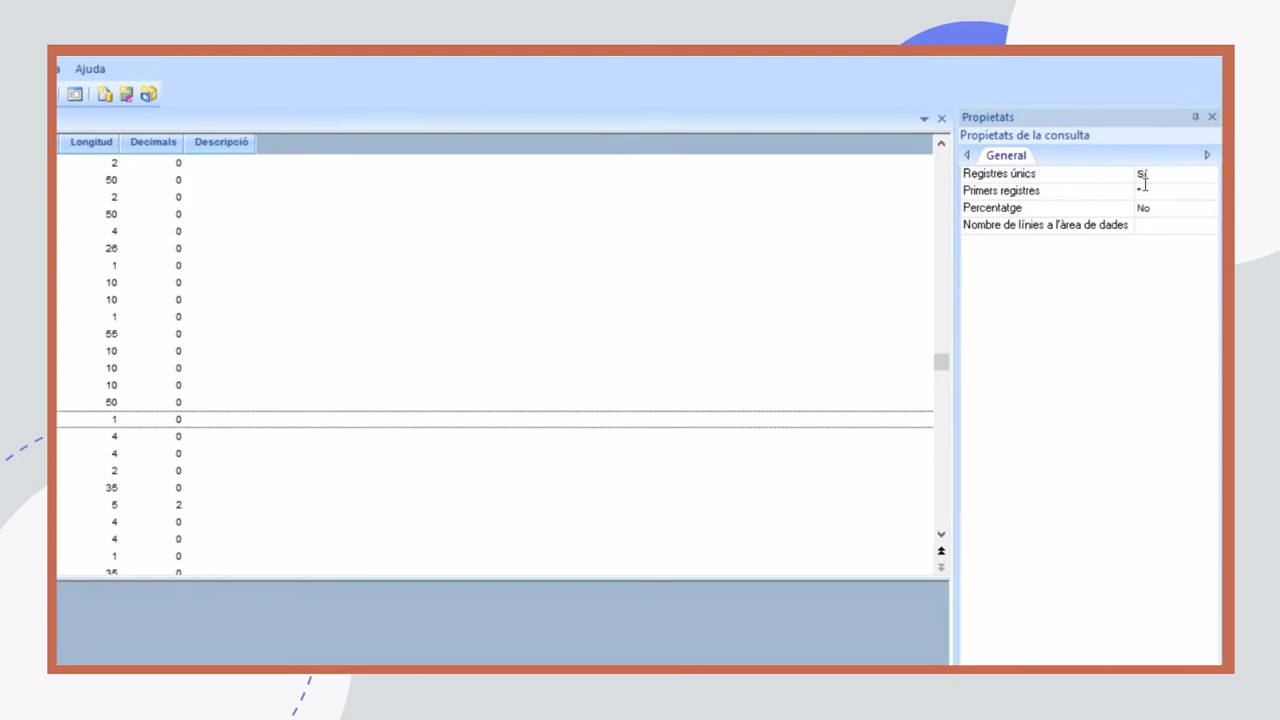 a Ajuda
Longitud Decimals Descripció
2 0
50 0
2 0
50 0
4 0
26 0
1 0
10 0
10 0
1 0
55 0
10 0
10 0
10 0
50 0
1 0
4 0
4 0
2 0
35 0
5 2
4 0
4 0
1 0
35 0
Propietats
Propietats de la consulta
General
Registres únics Sí
Primers registres *
Percentatge No
Nombre de línies a l'àrea de dades